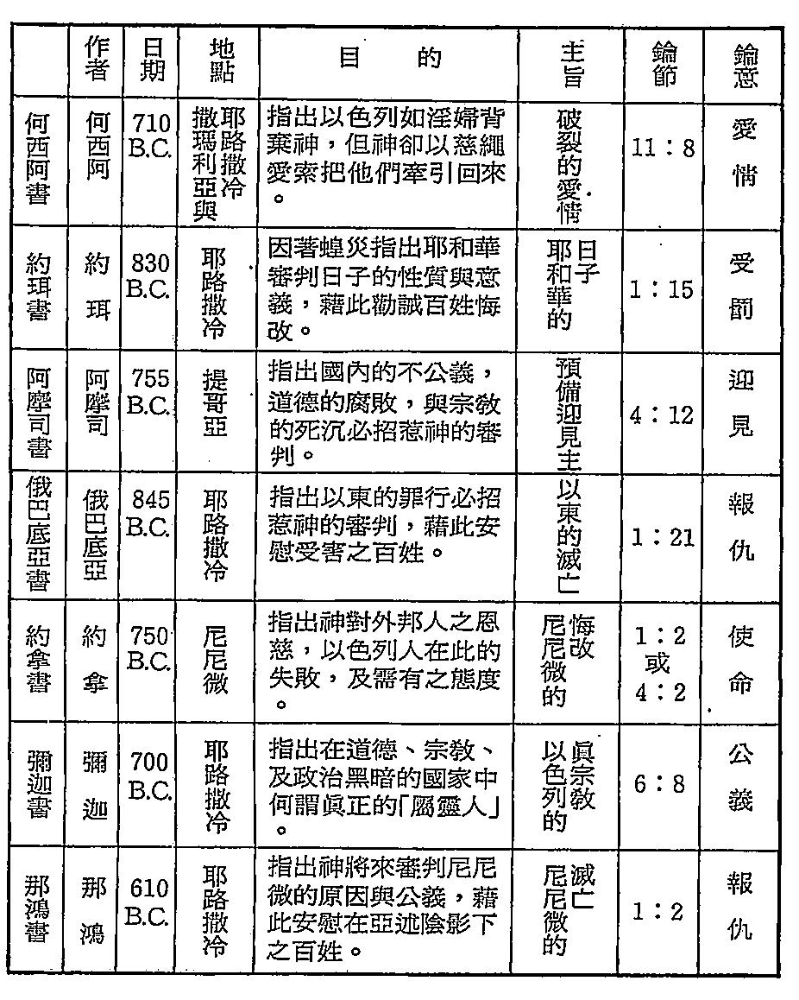 作者 日期 地點 目的 主旨 鑰節 鑰意
何西阿書
何西阿
710
B.C.
撒瑪利亞與
耶路撒冷
指出以色列如淫婦背
棄神，但神卻以慈繩
愛索把他們牽引回來
。
破裂的愛情
11：8
愛情
約珥書
約珥
830
B.C.
耶路撒冷
因著蝗災指出耶和華
審判日子的性質與意
義，藉此勸誡百姓悔
改。
耶和華的
日子
1：15
受罰
阿摩司書
阿摩司
755
B.C.
提哥亞
指出國內的不公義，
道德的腐敗，與宗教
的死沉必招惹神的審
判。
預備迎見主
4：12
迎見
俄巴底亞書
俄巴底亞
845
B.C.
耶路撒冷
指出以東的罪行必招
惹神的審判，藉此安
慰受害之百姓。
以東的滅亡
1：21
報仇
約拿書
約拿
750
B.C.
尼尼微
指出神對外邦人之恩
慈，以色列人在此的
失敗，及需有之態度
。
尼尼微的
悔改
1：2
或
4：2
使命
彌迦書
彌迦
700
B.C.
耶路撒冷
指出在道德、宗教、
及政治黑暗的國家中
何謂眞正的「屬靈人」
。
以色列的
眞宗教
6：8
公義
那鴻書
那鴻
610
B.C.
耶路撒冷
指出神將來審判尼尼
微的原因與公義，藉
此安慰在亞述陰影下
之百姓。
尼尼微的
滅亡
1：2
報仇